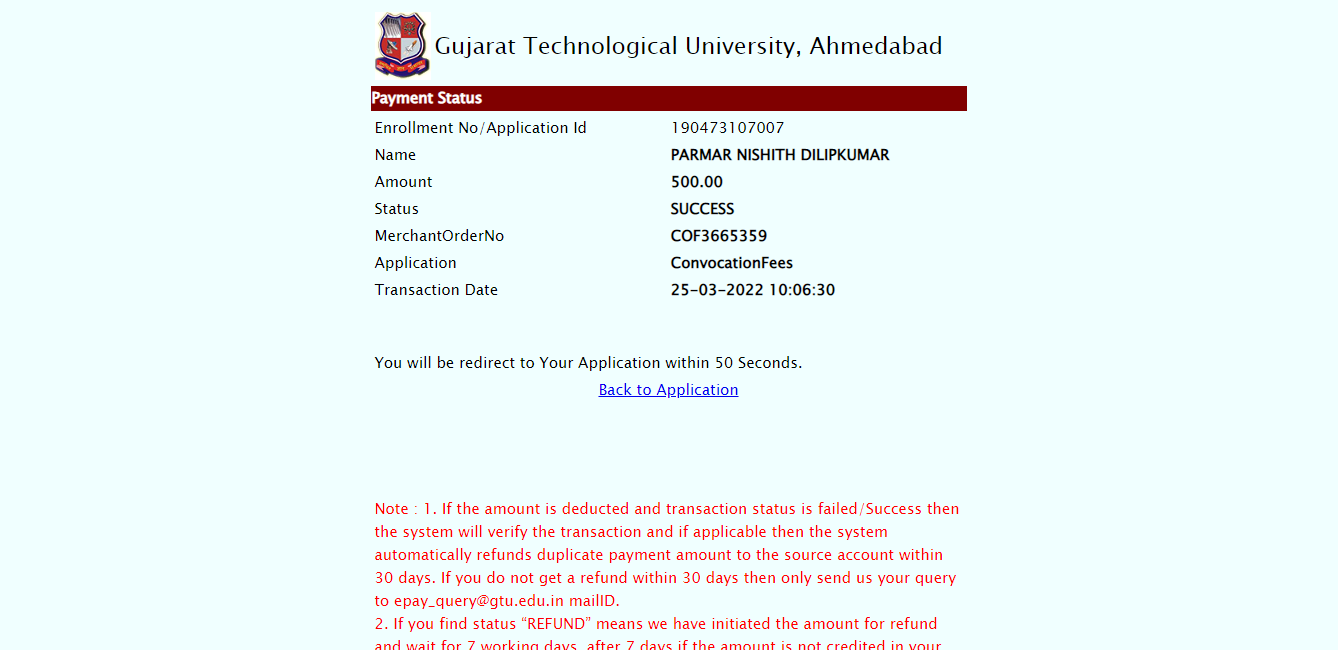 Gujarat Technological University, Ahmedabad
Payment Status
Enrollment No/Application Id 190473107007
Name PARMAR NISHITH DILIPKUMAR
Amount 500.00
Status SUCCESS
MerchantOrderNo COF3665359
Application ConvocationFees
Transaction Date 25-03-2022 10:06:30
You will be redirect to Your Application within 50 Seconds.
Back to Application
Note : 1. If the amount is deducted and transaction status is failed/Success then
the system will verify the transaction and if applicable then the system
automatically refunds duplicate payment amount to the source account within
30 days. If you do not get a refund within 30 days then only send us your query
to epay_query@gtu.edu.in mailID.
2. If you find status “REFUND” means we have initiated the amount for refund
and wait for 7 working days, after 7 days if the amount is not credited in your